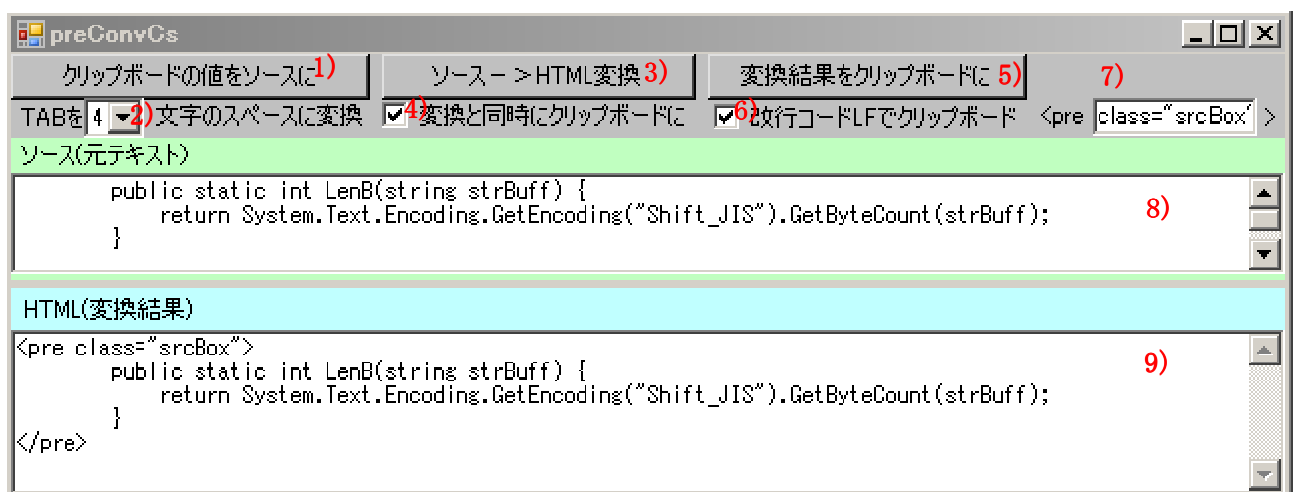 preConvCs
クリップボードの値をソースに 1) ソース－＞HTML変換 3) 変換結果をクリップボードに 5) 7)
TABを 4 2) 文字のスペースに変換 4) 変換と同時にクリップボードに 6) 改行コードLFでクリップボード <pre class="srcBox" >
ソース(元テキスト)
public static int LenB(string strBuff) {
return System.Text.Encoding.GetEncoding("Shift_JIS").GetByteCount(strBuff); 8)
}
HTML(変換結果)
<pre class="srcBox">
public static int LenB(string strBuff) { 9)
return System.Text.Encoding.GetEncoding("Shift_JIS").GetByteCount(strBuff);
}
</pre>